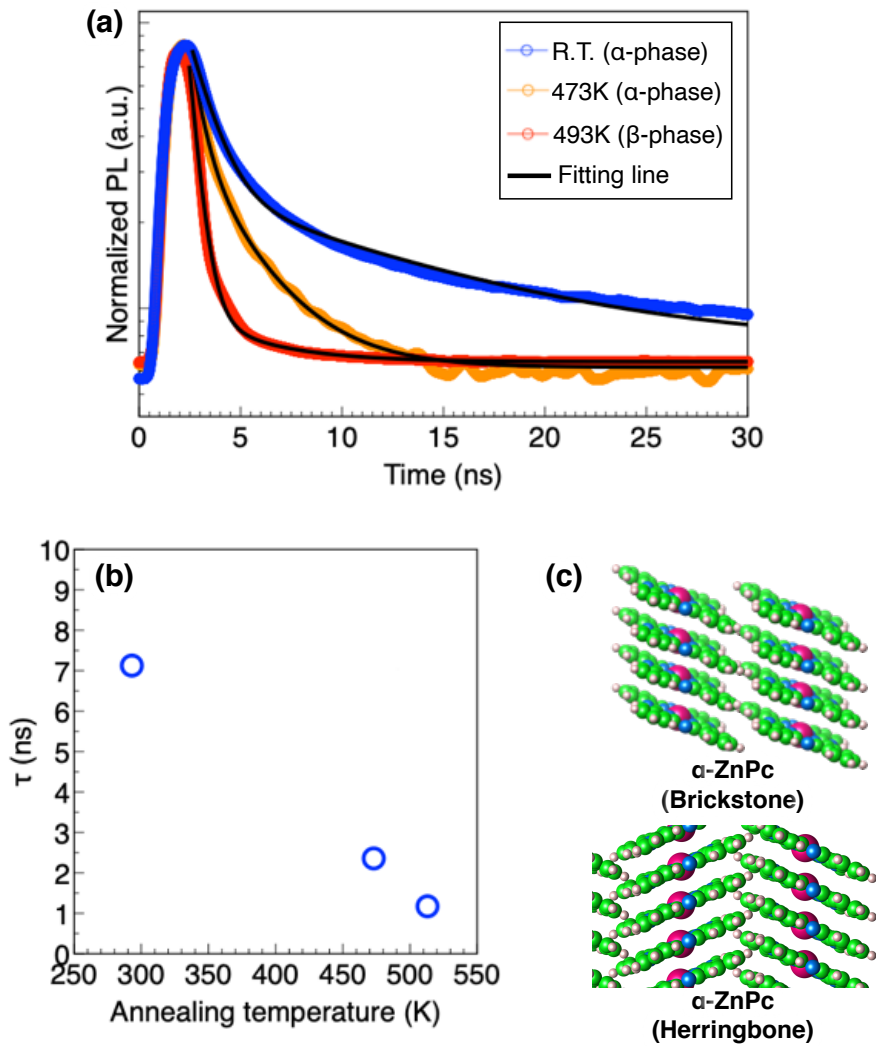 (a)
Normalized PL (a.u.)
R.T. (α-phase)
473K (α-phase)
493K (β-phase)
Fitting line
0
5
10
15
20
25
30
Time (ns)
(b)
τ (ns)
10
9
8
7
6
5
4
3
2
1
0
250
300
350
400
450
500
550
Annealing temperature (K)
(c)
α-ZnPc
(Brickstone)
α-ZnPc
(Herringbone)